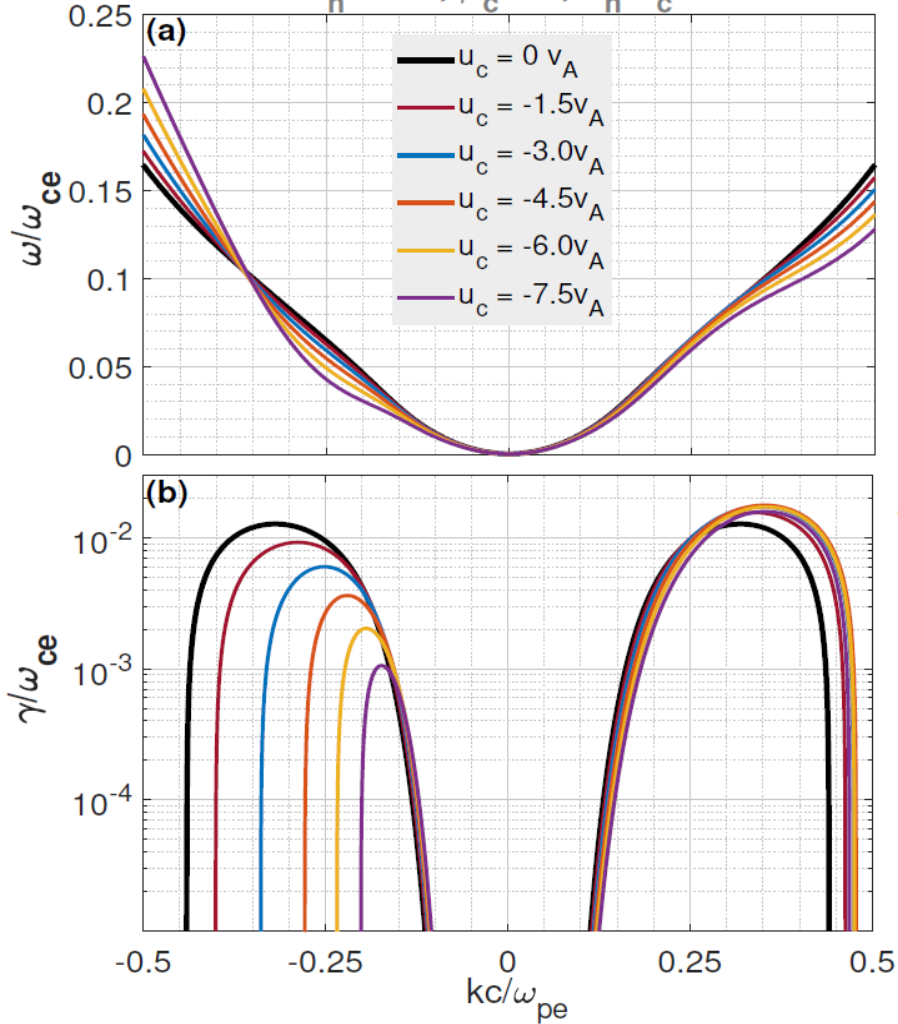 0.25
(a)
u_c = 0 v_A
u_c = -1.5v_A
u_c = -3.0v_A
u_c = -4.5v_A
u_c = -6.0v_A
u_c = -7.5v_A
0.2
0.15
0.1
0.05
0
ω/ω_ce
(b)
10^-2
10^-3
10^-4
γ/ω_ce
-0.5 -0.25 0 0.25 0.5
kc/ω_pe